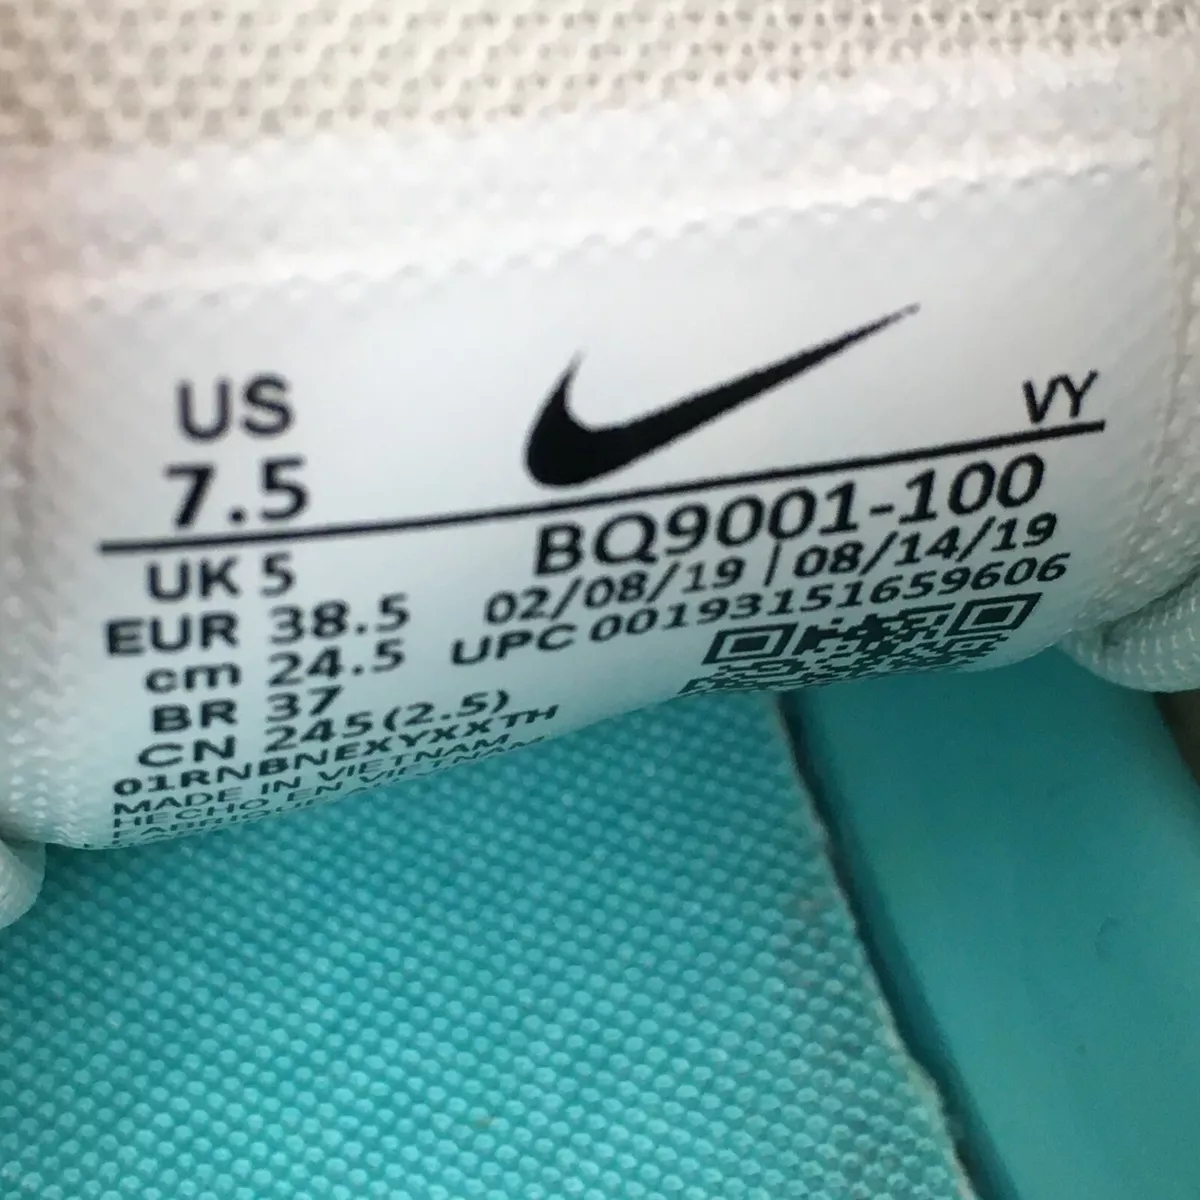 US
7.5
VY
UK 5
EUR 38.5
cm 24.5
BR 37
CN 245(2.5)
01RNBNEXYXXTH
MADE IN VIETNAM
HECHO EN VIETNAM
BQ9001-100
02/08/19 | 08/14/19
UPC 00193151659606